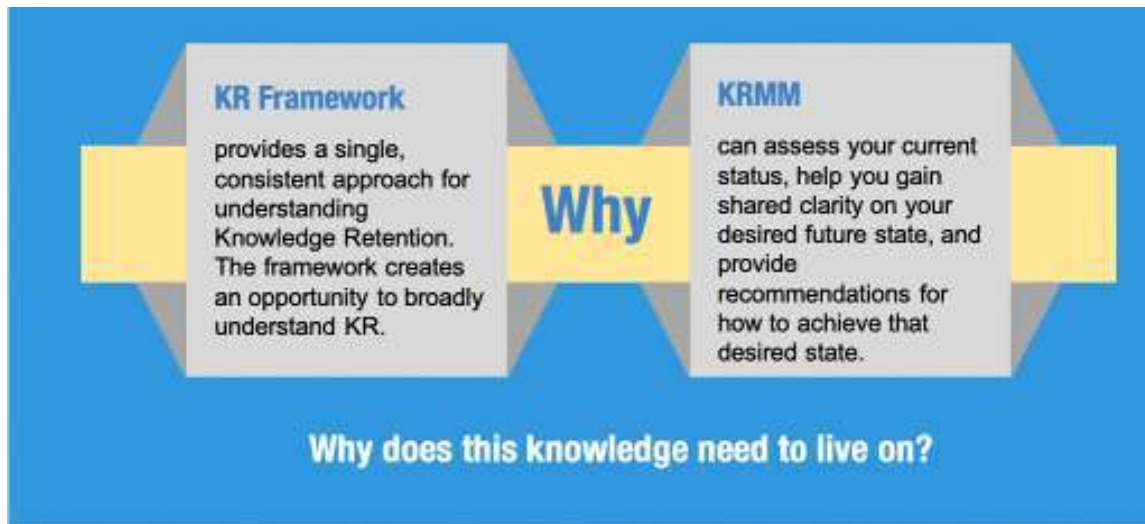 KR Framework
provides a single,
consistent approach for
understanding
Knowledge Retention.
The framework creates
an opportunity to broadly
understand KR.
Why
KRMM
can assess your current
status, help you gain
shared clarity on your
desired future state, and
provide
recommendations for
how to achieve that
desired state.
Why does this knowledge need to live on?